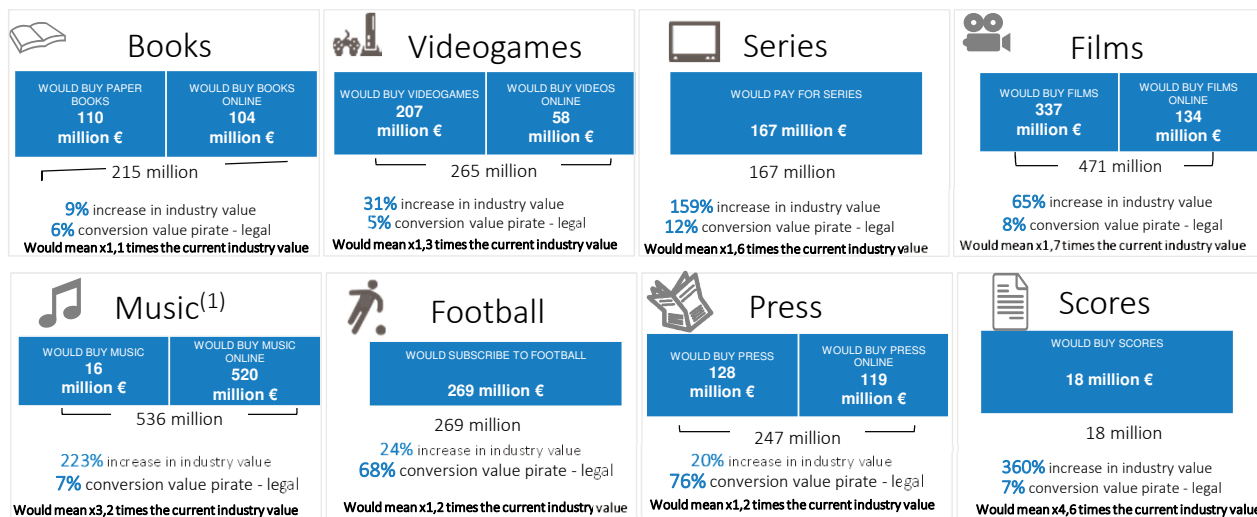 Books
WOULD BUY PAPER
BOOKS
110
million €
WOULD BUY BOOKS
ONLINE
104
million €
215 million
9% increase in industry value
6% conversion value pirate - legal
Would mean x1,1 times the current industry value
Videogames
WOULD BUY VIDEOGAMES
207
million €
WOULD BUY VIDEOS
ONLINE
58
million €
265 million
31% increase in industry value
5% conversion value pirate - legal
Would mean x1,3 times the current industry value
Series
WOULD PAY FOR SERIES
167 million €
167 million
159% increase in industry value
12% conversion value pirate - legal
Would mean x1,6 times the current industry value
Films
WOULD BUY FILMS
337
million €
WOULD BUY FILMS
ONLINE
134
million €
471 million
65% increase in industry value
8% conversion value pirate - legal
Would mean x1,7 times the current industry value
Music(1)
WOULD BUY MUSIC
16
million €
WOULD BUY MUSIC
ONLINE
520
million €
536 million
223% increase in industry value
7% conversion value pirate - legal
Would mean x3,2 times the current industry value
Football
WOULD SUBSCRIBE TO FOOTBALL
269 million €
269 million
24% increase in industry value
68% conversion value pirate - legal
Would mean x1,2 times the current industry value
Press
WOULD BUY PRESS
128
million €
WOULD BUY PRESS
ONLINE
119
million €
247 million
20% increase in industry value
76% conversion value pirate - legal
Would mean x1,2 times the current industry value
Scores
WOULD BUY SCORES
18 million €
18 million
360% increase in industry value
7% conversion value pirate - legal
Would mean x4,6 times the current industry value